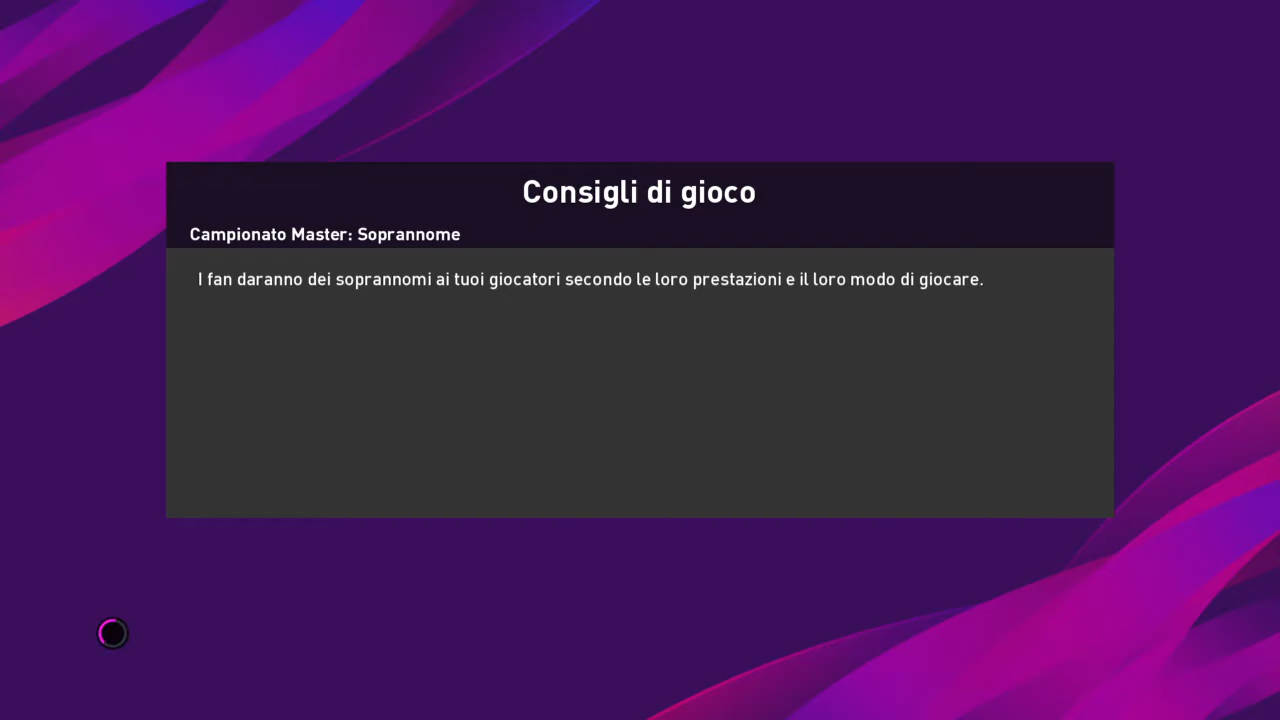 Consigli di gioco
Campionato Master: Soprannome
I fan daranno dei soprannomi ai tuoi giocatori secondo le loro prestazioni e il loro modo di giocare.